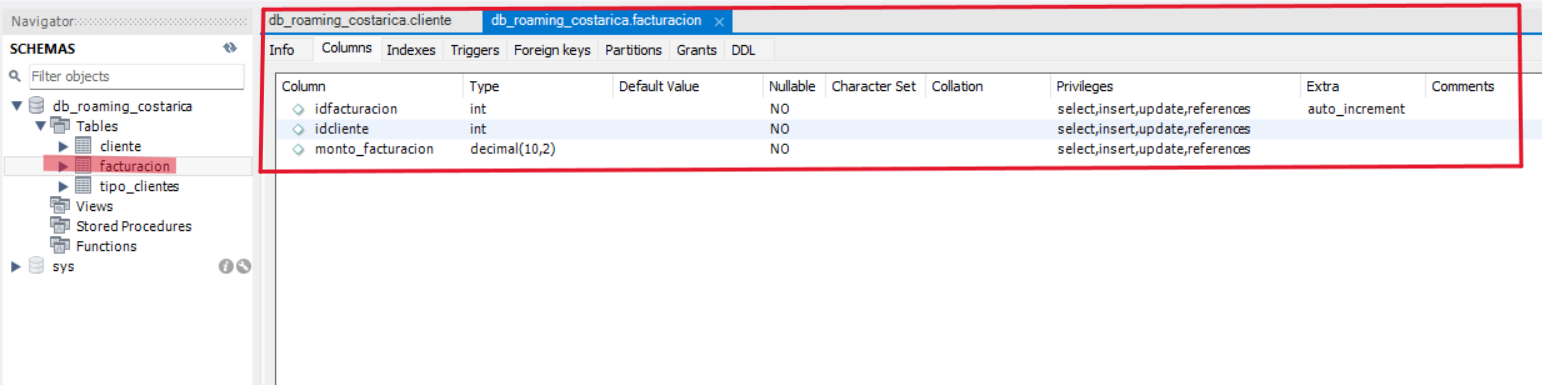 Navigator
SCHEMAS
Filter objects
db_roaming_costarica
Tables
cliente
facturacion
tipo_clientes
Views
Stored Procedures
Functions
sys
db_roaming_costarica.cliente db_roaming_costarica.facturacion ×
Info Columns Indexes Triggers Foreign keys Partitions Grants DDL
Column Type Default Value Nullable Character Set Collation Privileges Extra Comments
idfacturacion int NO select,insert,update,references auto_increment
idcliente int NO select,insert,update,references
monto_facturacion decimal(10,2) NO select,insert,update,references